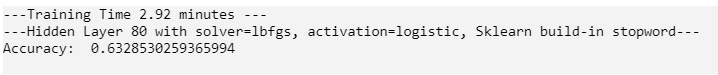 ---Training Time 2.92 minutes ---
---Hidden Layer 80 with solver=lbfgs, activation=logistic, Sklearn build-in stopword---
Accuracy:  0.6328530259365994